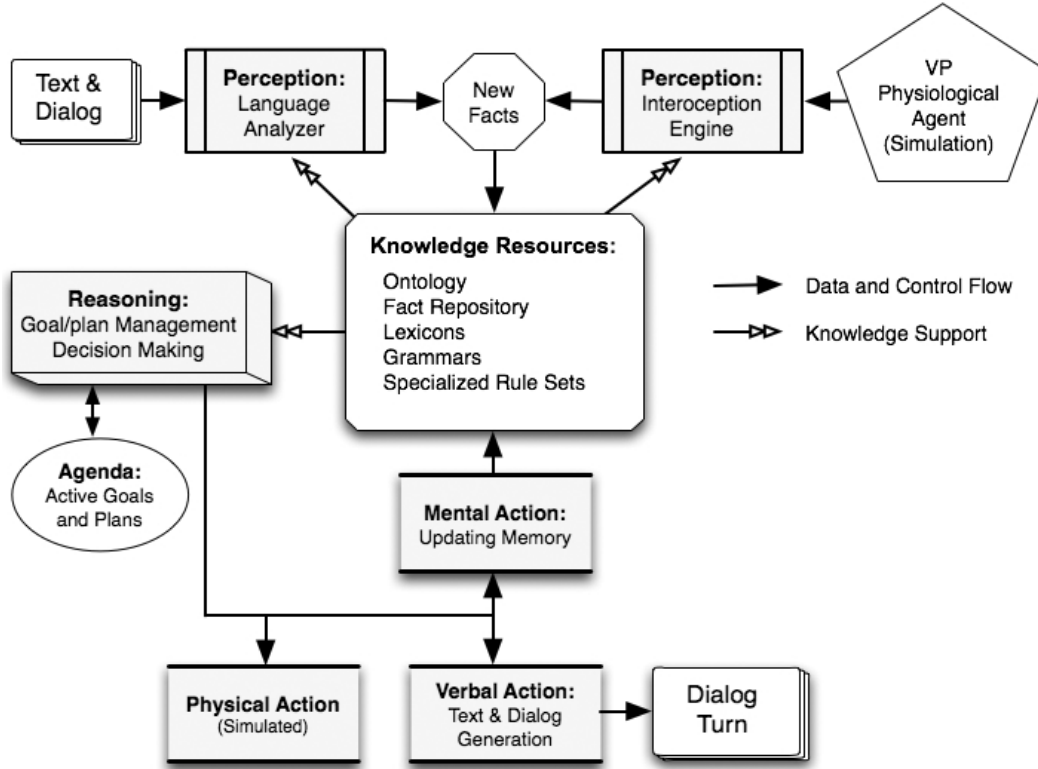 Text &
Dialog
Perception:
Language
Analyzer
New
Facts
Perception:
Interoception
Engine
VP
Physiological
Agent
(Simulation)
Knowledge Resources:
Ontology
Fact Repository
Lexicons
Grammars
Specialized Rule Sets
Reasoning:
Goal/plan Management
Decision Making
Data and Control Flow
Knowledge Support
Agenda:
Active Goals
and Plans
Mental Action:
Updating Memory
Physical Action
(Simulated)
Verbal Action:
Text & Dialog
Generation
Dialog
Turn